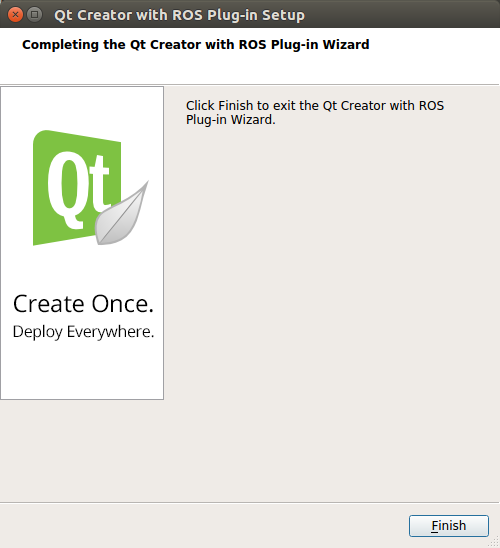 Qt Creator with ROS Plug-in Setup
Completing the Qt Creator with ROS Plug-in Wizard
Click Finish to exit the Qt Creator with ROS
Plug-in Wizard.
Qt
Create Once.
Deploy Everywhere.
Finish